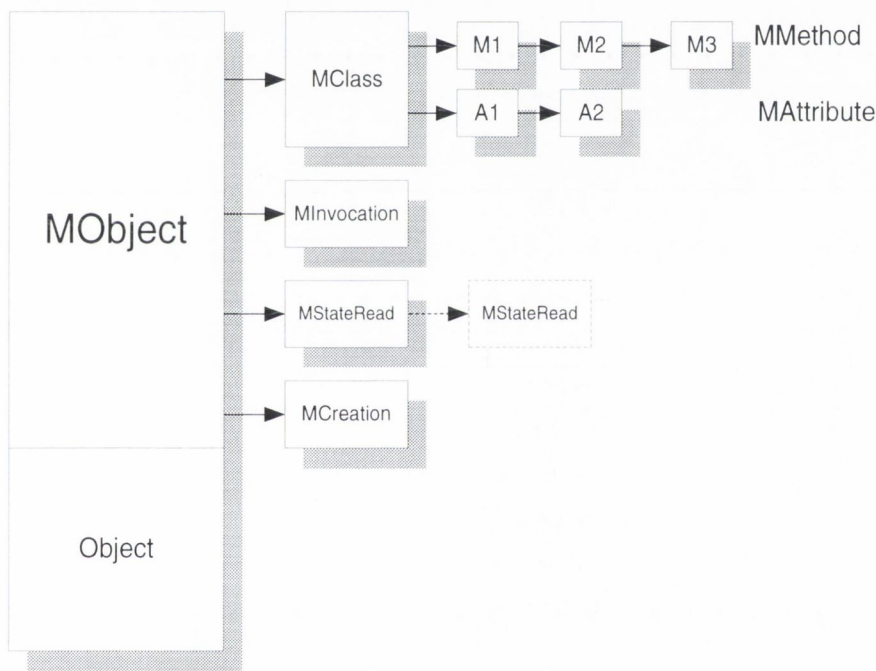 M1 M2 M3 MMethod
MClass
A1 A2 MAttribute
MObject
MInvocation
MStateRead MStateRead
MCreation
Object